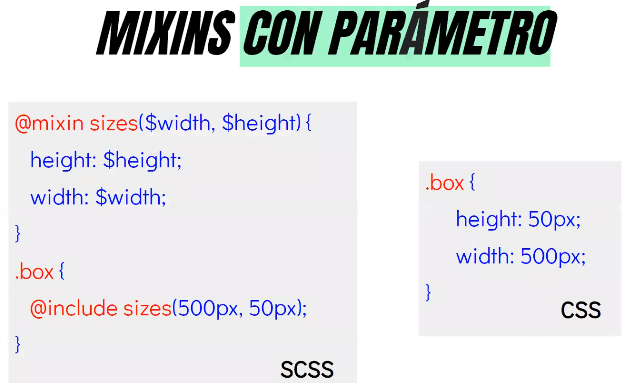 MIXINS CON PARÁMETRO
@mixin sizes($width, $height) {
height: $height;
width: $width;
}
.box {
@include sizes(500px, 50px);
}
SCSS
.box {
height: 50px;
width: 500px;
}
CSS